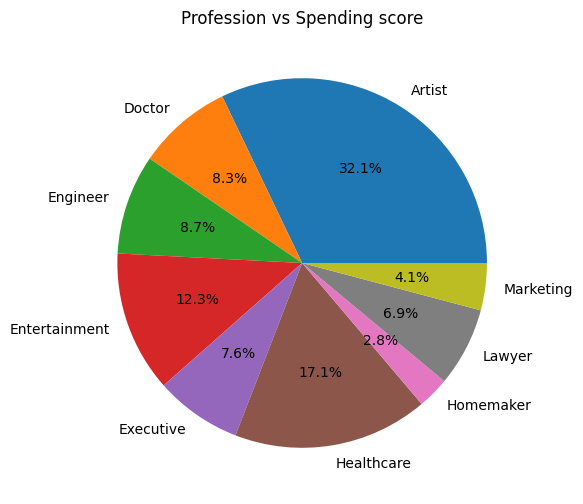 Profession vs Spending score
Artist
32.1%
Doctor
8.3%
Engineer
8.7%
Entertainment
12.3%
Executive
7.6%
Healthcare
17.1%
Homemaker
2.8%
Lawyer
6.9%
Marketing
4.1%